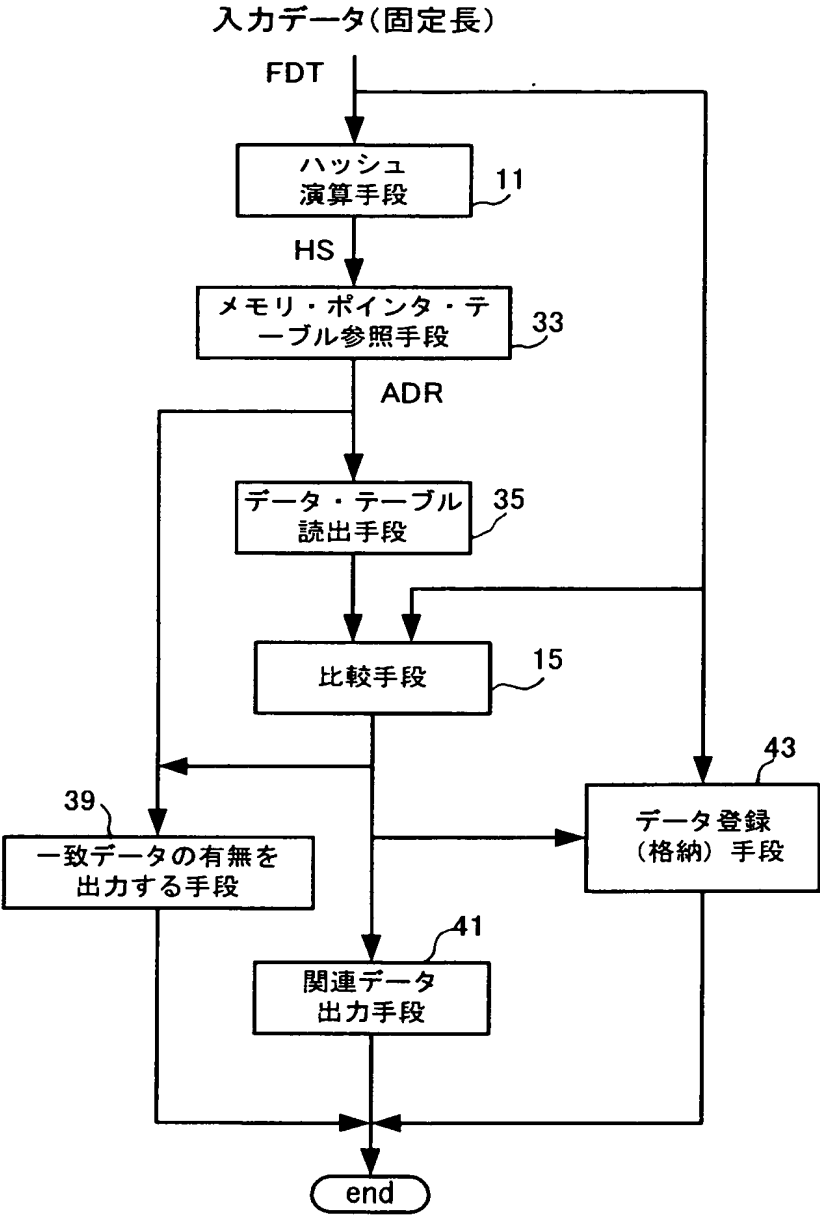 入力データ(固定長)
FDT
ハッシュ
演算手段
11
HS
メモリ・ポインタ・テ
ーブル参照手段
33
ADR
データ・テーブル
読出手段
35
比較手段
15
43
データ登録
(格納) 手段
39
一致データの有無を
出力する手段
41
関連データ
出力手段
end